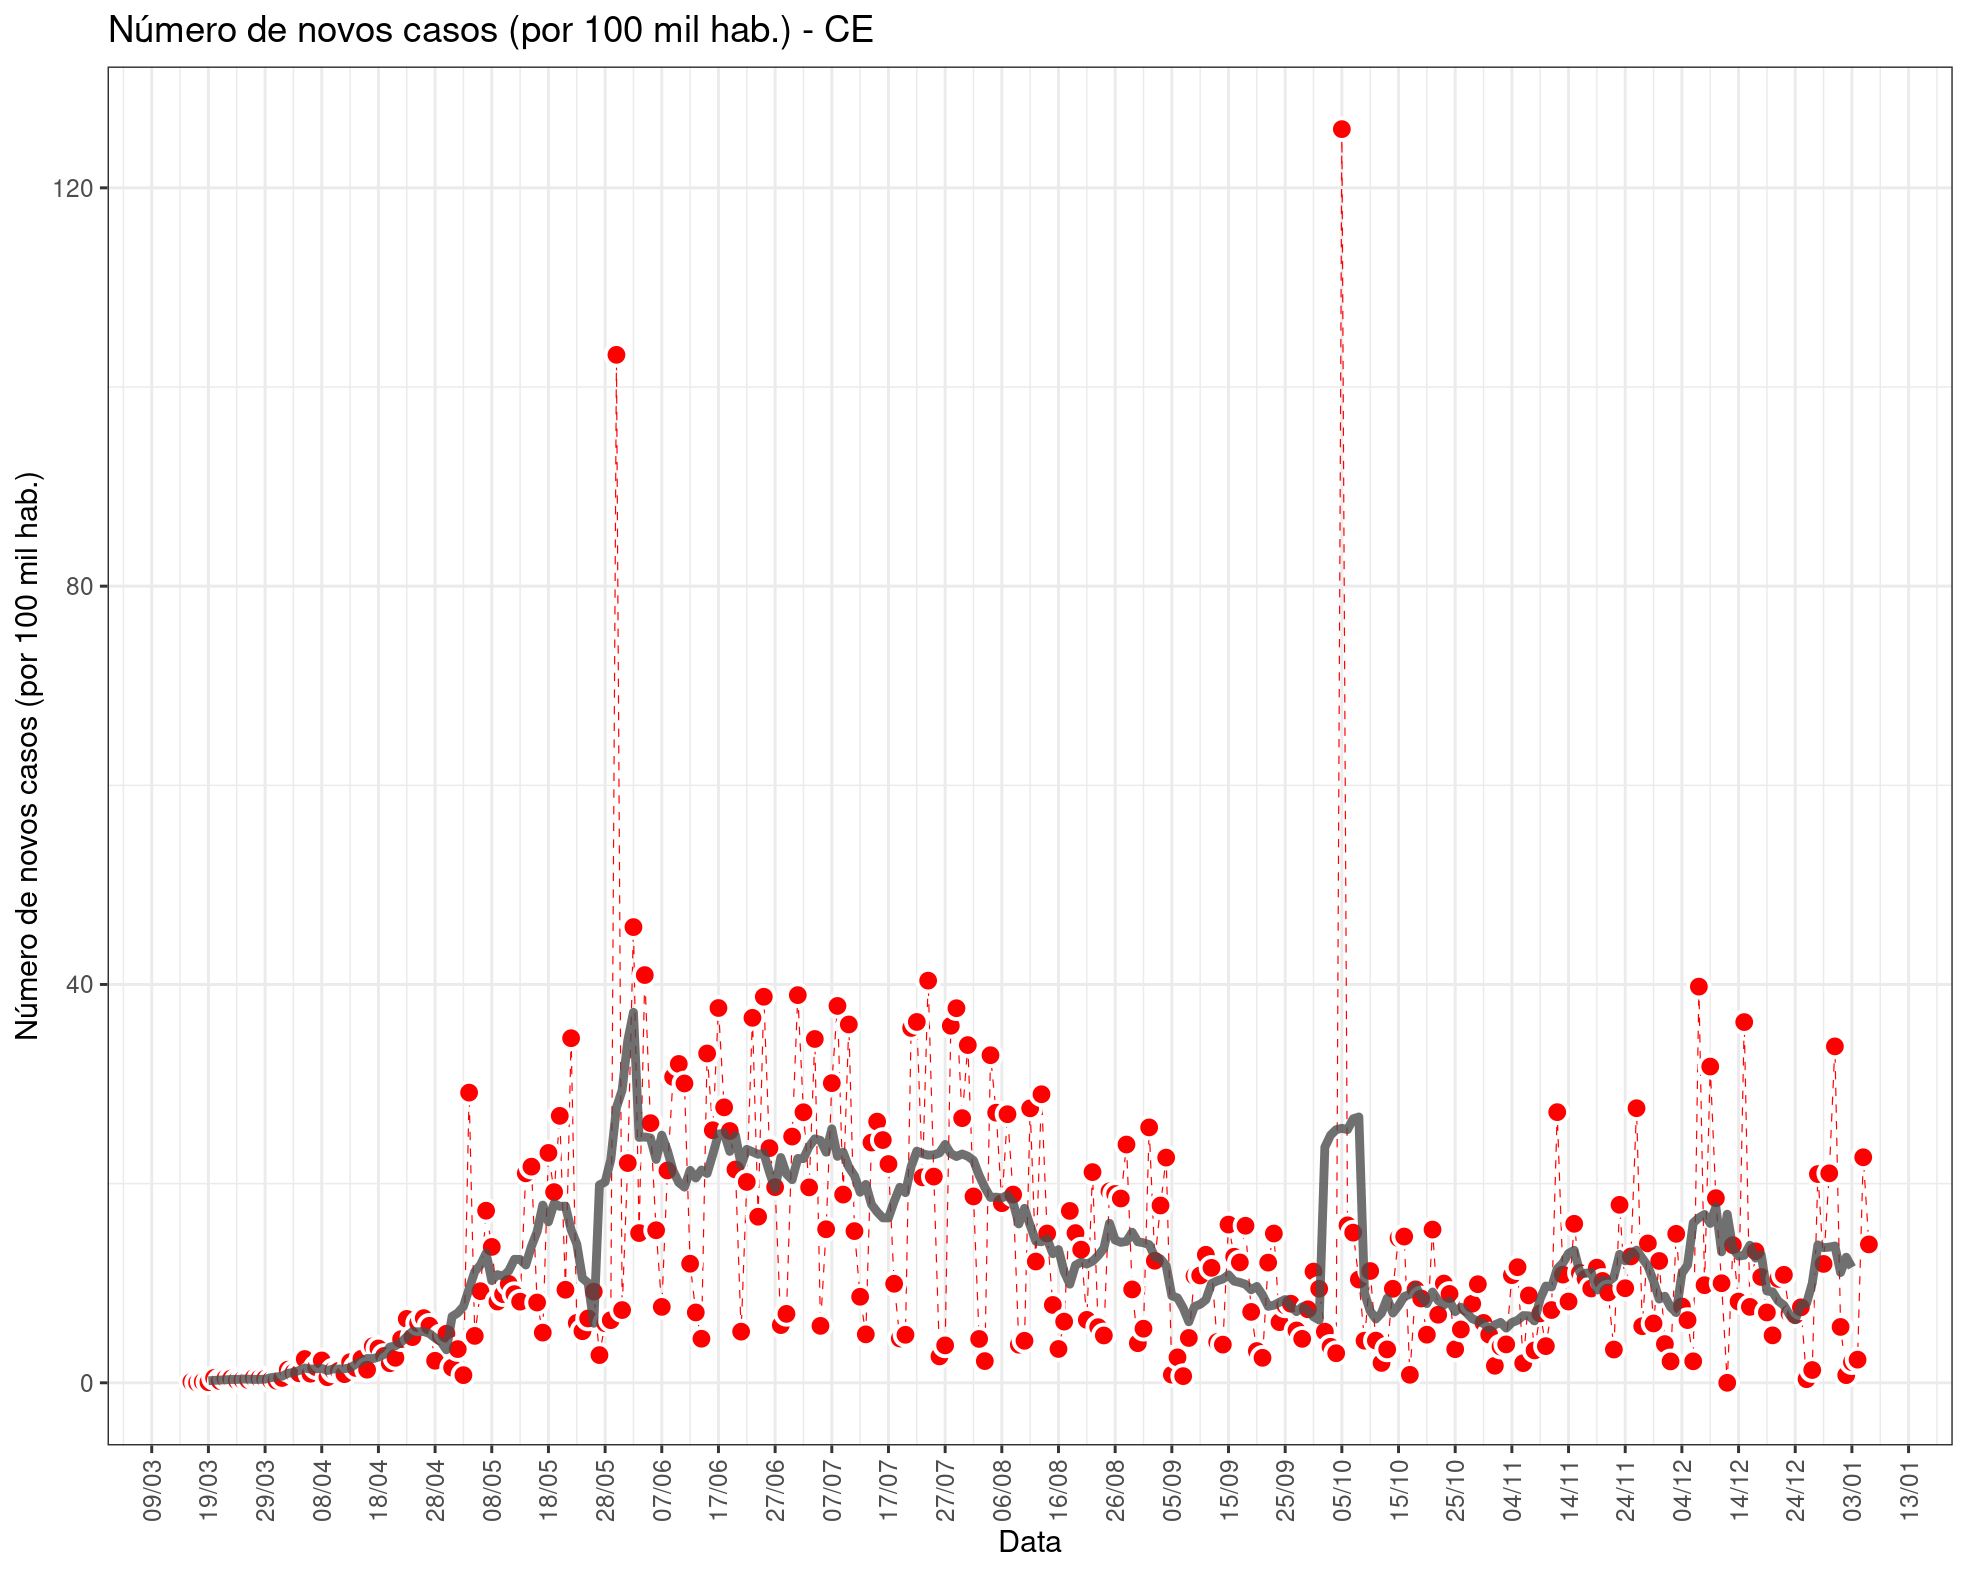 Número de novos casos (por 100 mil hab.) - CE
Número de novos casos (por 100 mil hab.)
120
80
40
0
09/03 19/03 29/03 08/04 18/04 28/04 08/05 18/05 28/05 07/06 17/06 27/06 07/07 17/07 27/07 06/08 16/08 26/08 05/09 15/09 25/09 05/10 15/10 25/10 04/11 14/11 24/11 04/12 14/12 24/12 03/01 13/01
Data